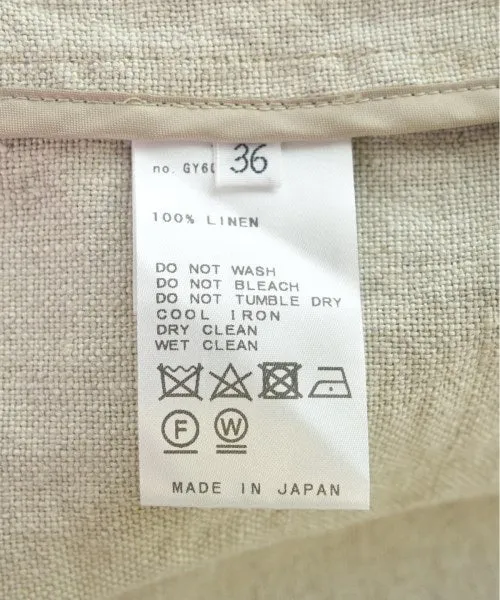 no. GY6
36
100% LINEN
DO NOT WASH
DO NOT BLEACH
DO NOT TUMBLE DRY
COOL IRON
DRY CLEAN
WET CLEAN
F W
MADE IN JAPAN